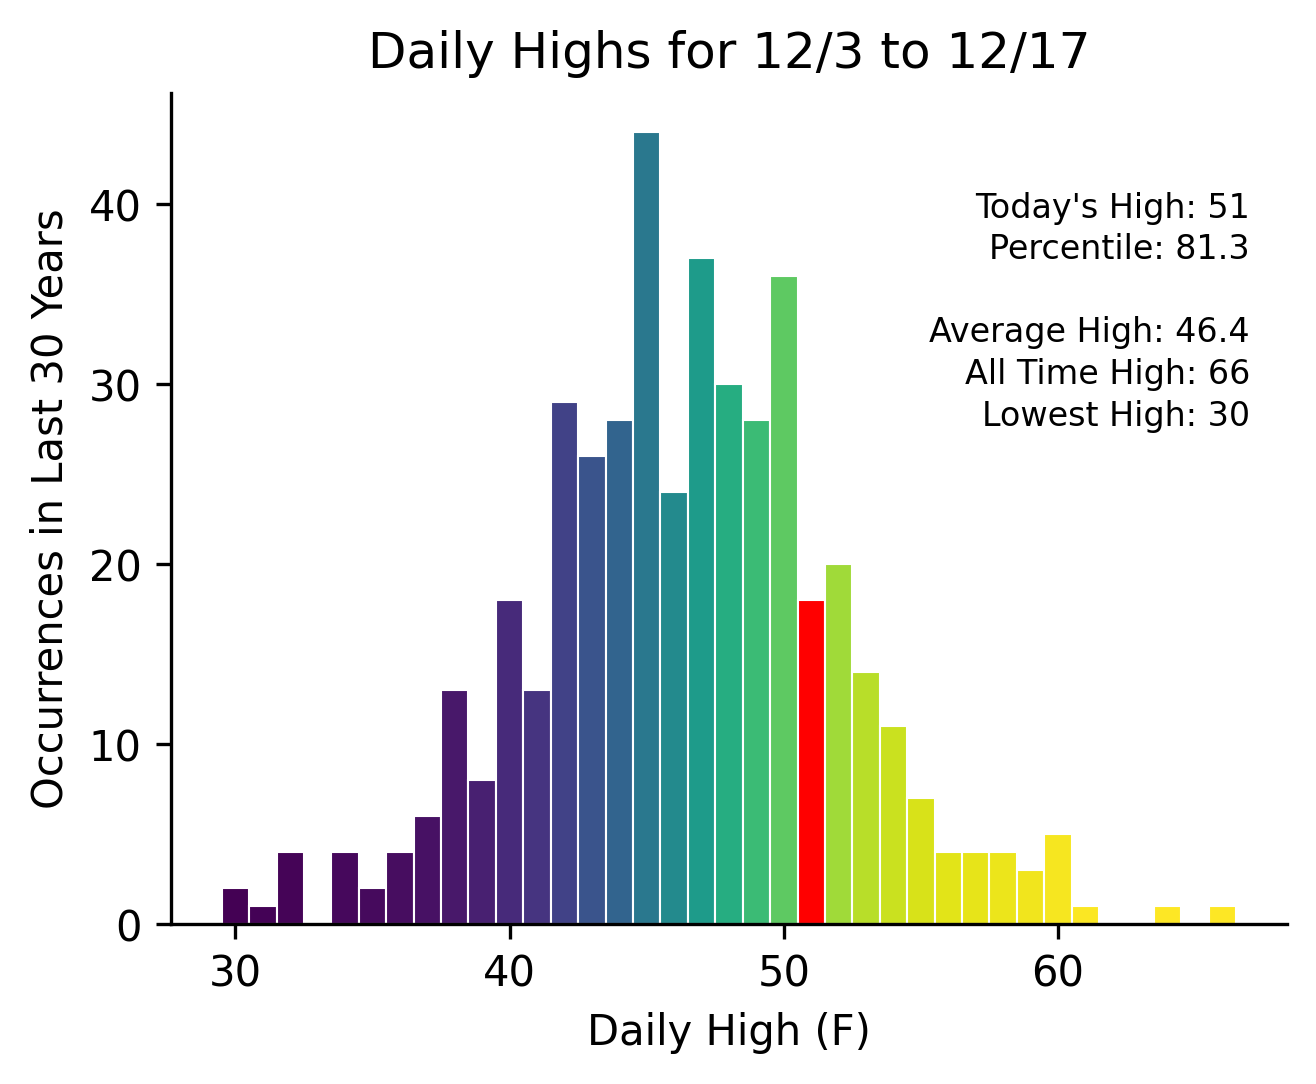 Daily Highs for 12/3 to 12/17
Today's High: 51
Percentile: 81.3
Average High: 46.4
All Time High: 66
Lowest High: 30
Occurrences in Last 30 Years
40
30
20
10
0
30 40 50 60
Daily High (F)